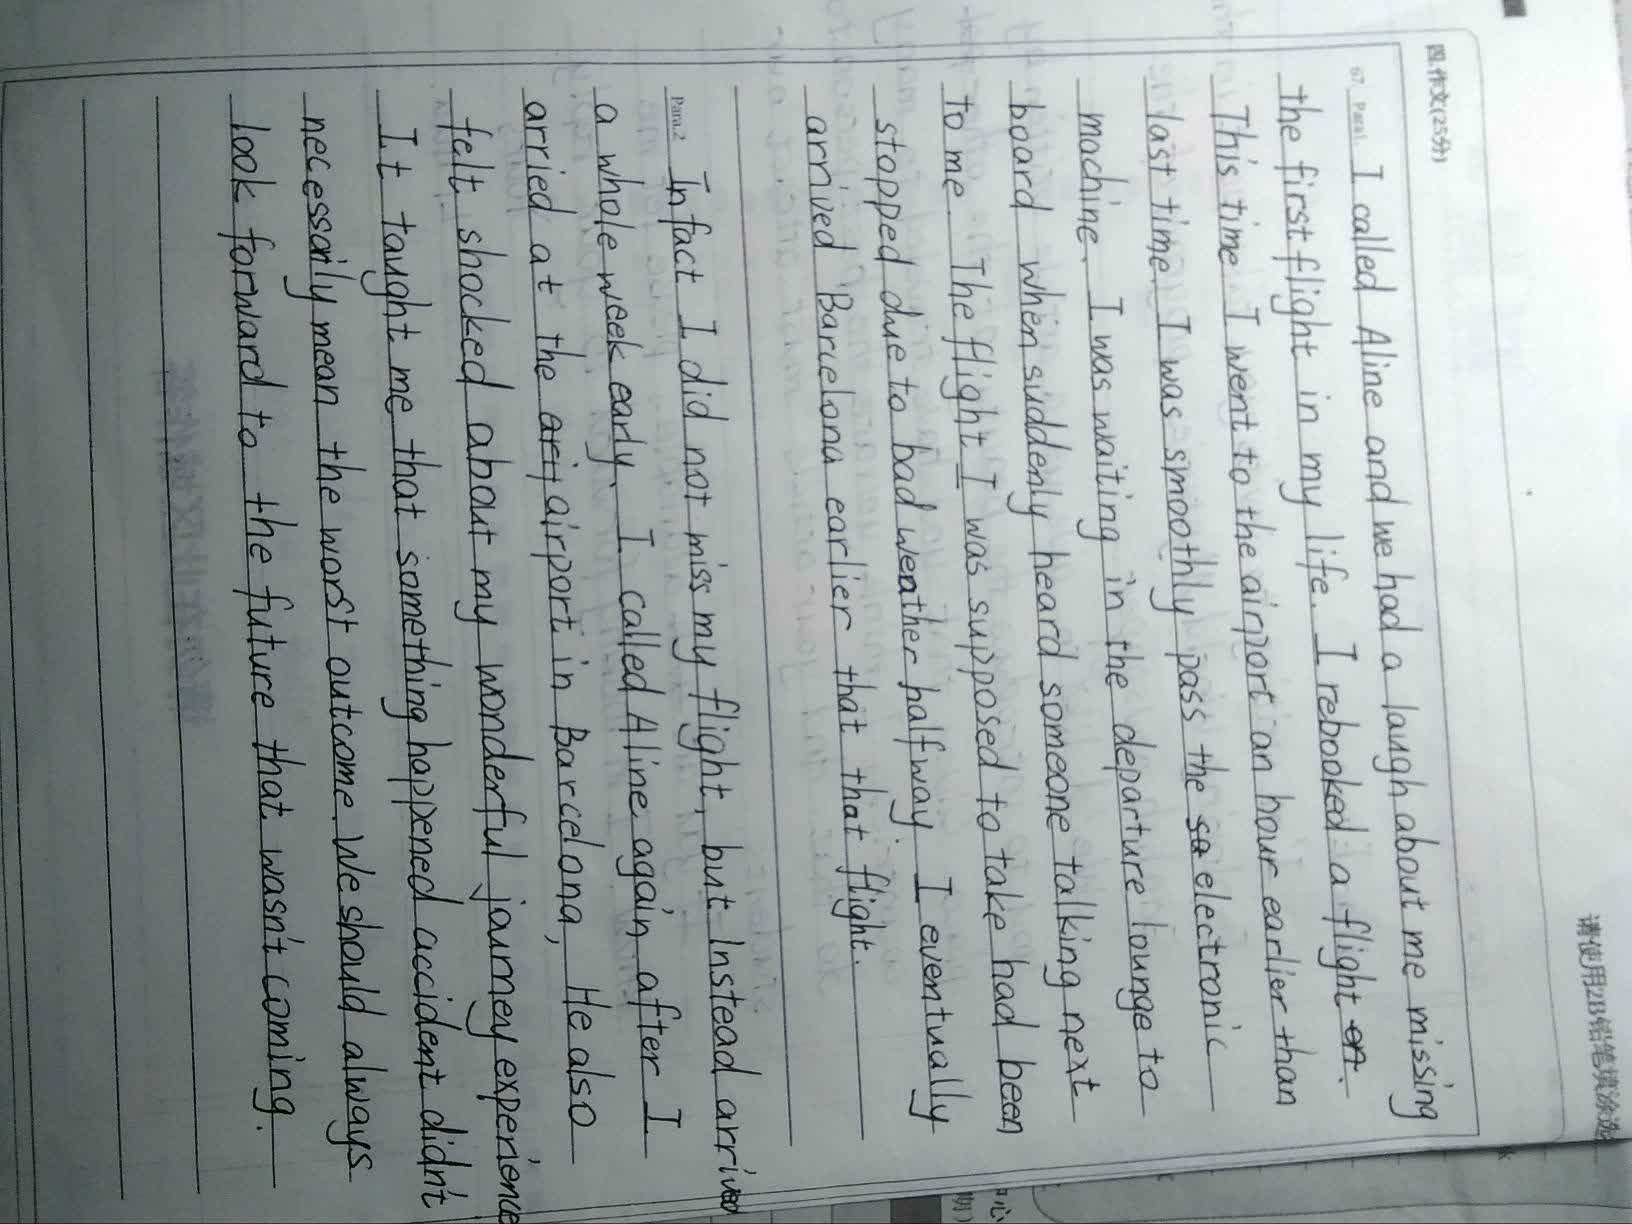 四.作文(25分)
67. Para1. I called Aline and we had a laugh about me missing
the first flight in my life. I rebooked a flight on.
This time I went to the airport an hour earlier than
last time. I was smoothly pass the sa electronic
machine. I was waiting in the departure lounge to
board when suddenly heard someone talking next
to me The flight I was supposed to take had been
stopped due to bad weather halfway. I eventually
arrived Barcelona earlier that that flight.
Para.2 Infact I did not miss my flight, but Instead arrived
a whole week early. I called Aline again after I
arried at the airport in Barcelona, He also
felt shocked about my wonderful journey experience
It taught me that something happened accident didn't
necessarily mean the worst outcome. We should always
look forward to the future that wasn't coming.
请使用2B铅笔填涂选